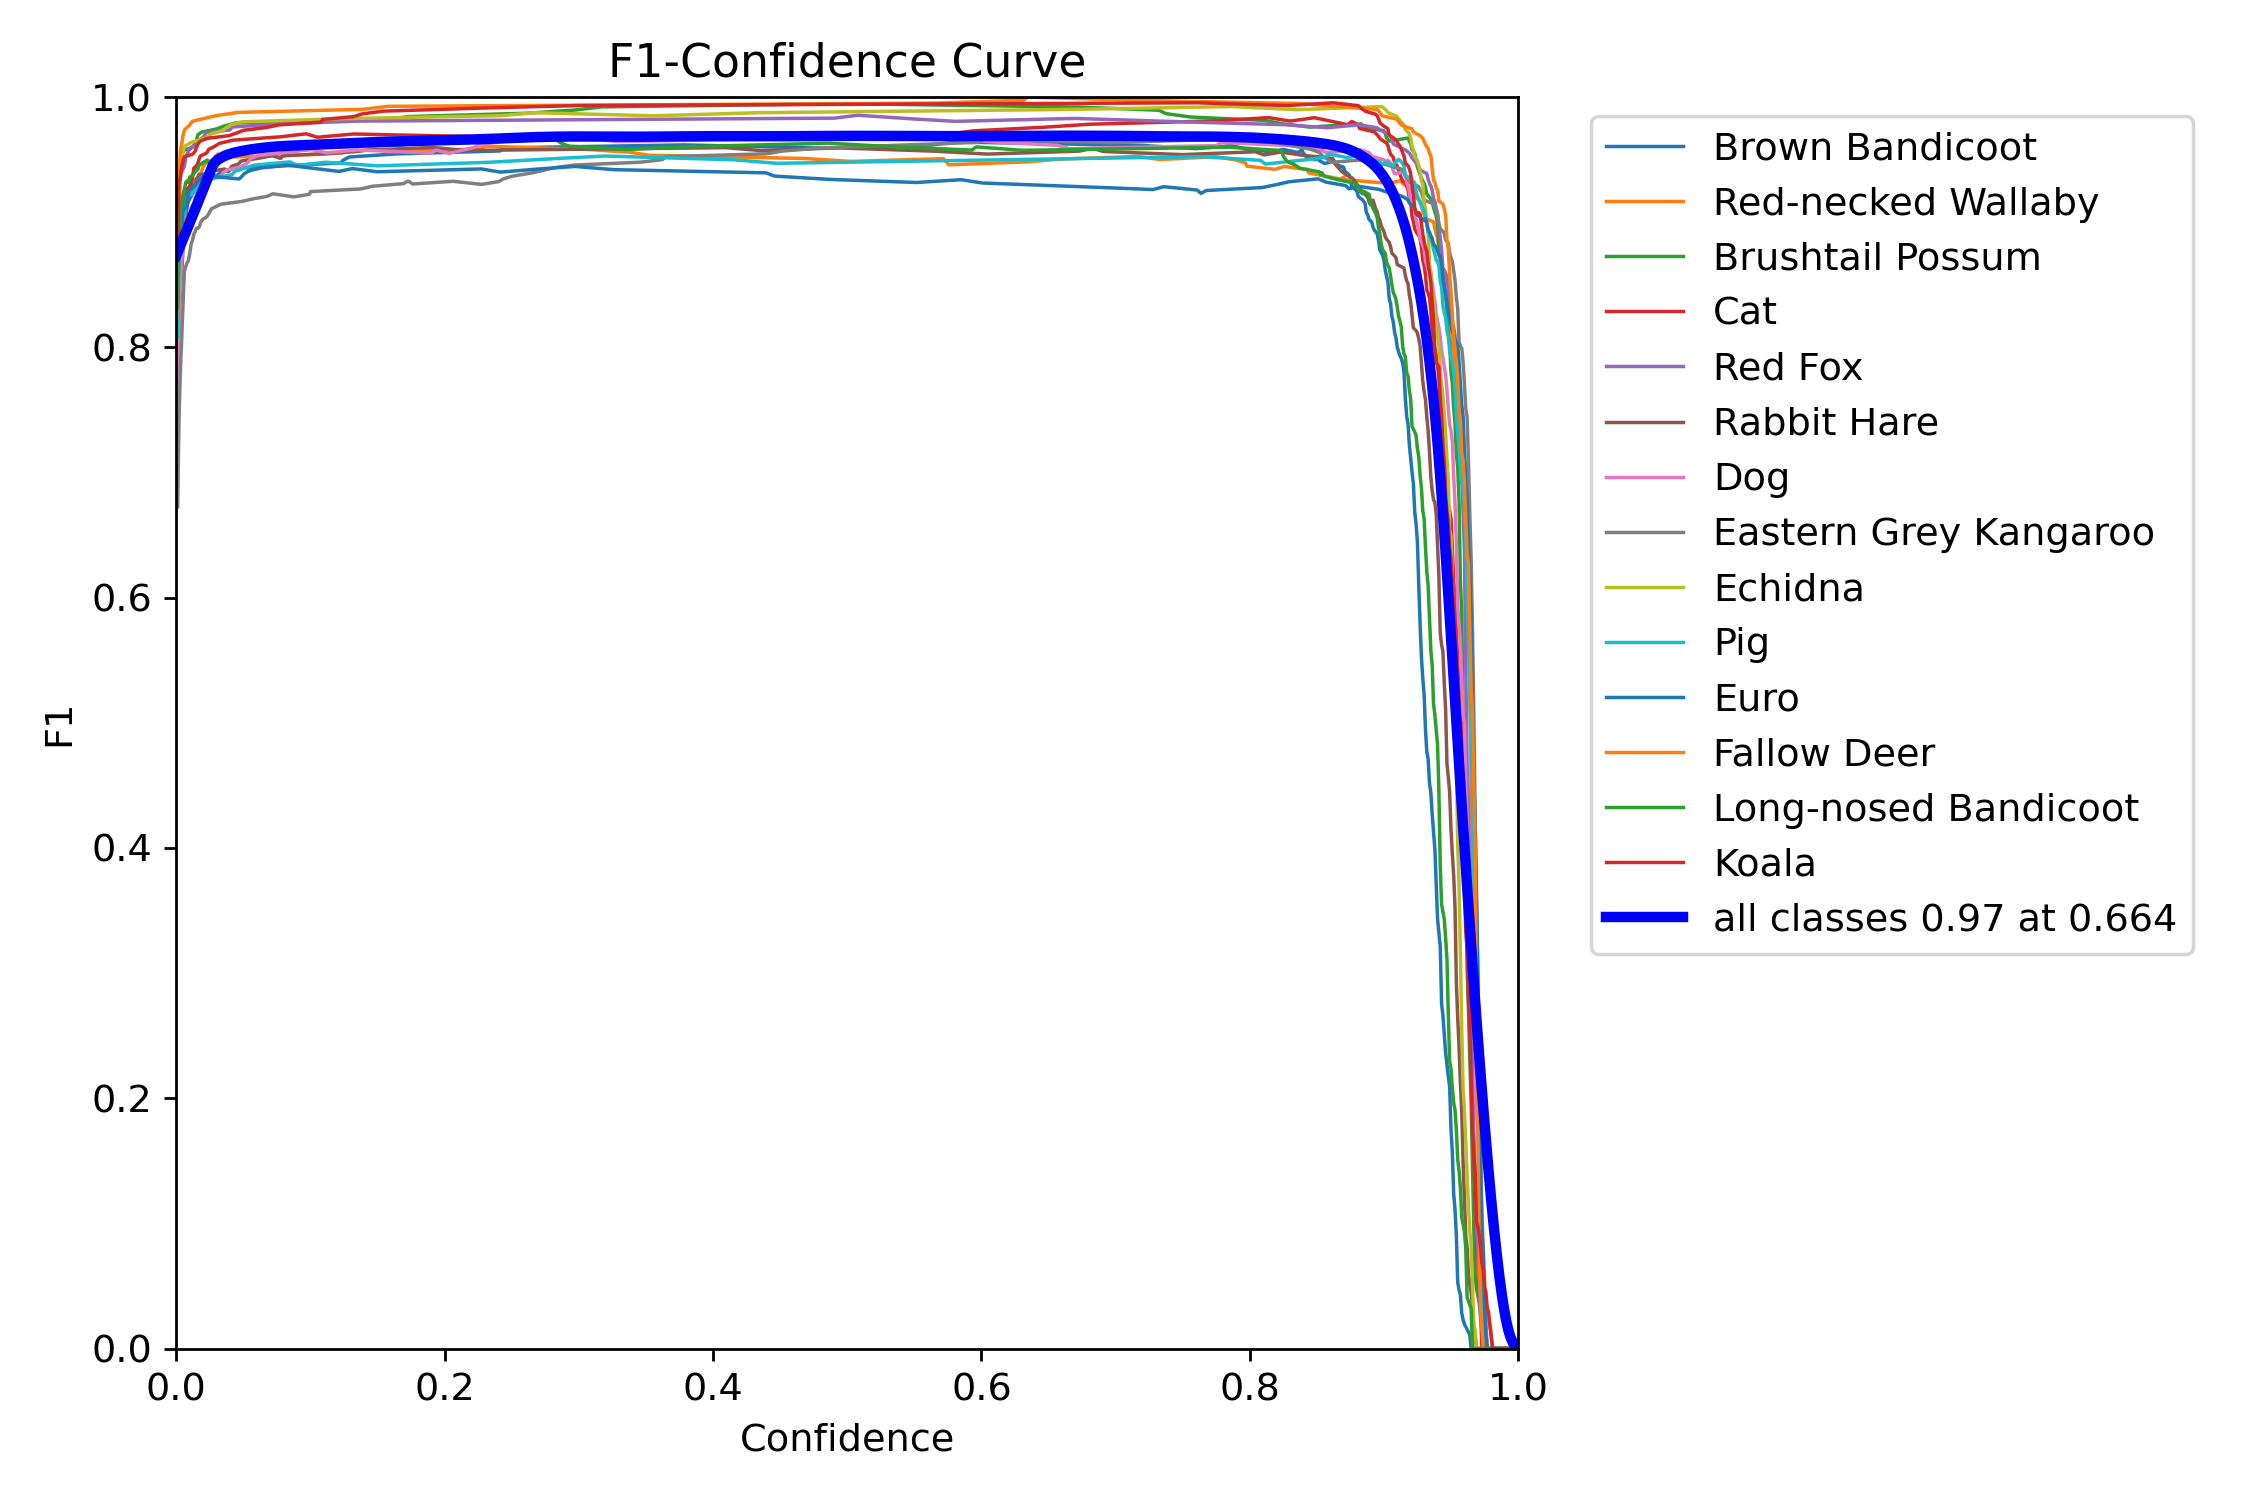 F1-Confidence Curve
1.0
0.8
0.6
0.4
0.2
0.0
F1
0.0 0.2 0.4 0.6 0.8 1.0
Confidence
Brown Bandicoot
Red-necked Wallaby
Brushtail Possum
Cat
Red Fox
Rabbit Hare
Dog
Eastern Grey Kangaroo
Echidna
Pig
Euro
Fallow Deer
Long-nosed Bandicoot
Koala
all classes 0.97 at 0.664